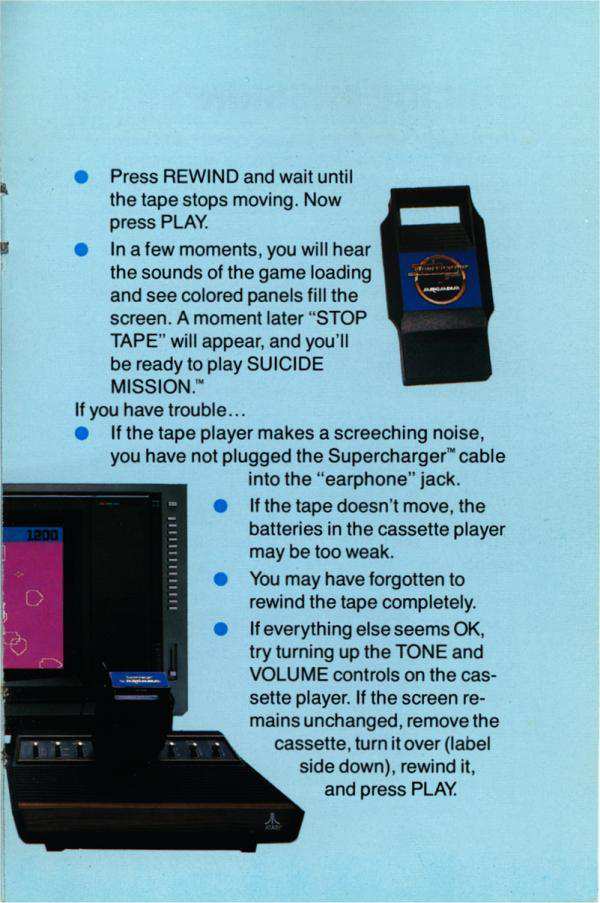 ● Press REWIND and wait until
the tape stops moving. Now
press PLAY.
● In a few moments, you will hear
the sounds of the game loading
and see colored panels fill the
screen. A moment later “STOP
TAPE” will appear, and you’ll
be ready to play SUICIDE
MISSION.™
If you have trouble...
● If the tape player makes a screeching noise,
you have not plugged the Supercharger™ cable
into the “earphone” jack.
● If the tape doesn’t move, the
batteries in the cassette player
may be too weak.
● You may have forgotten to
rewind the tape completely.
● If everything else seems OK,
try turning up the TONE and
VOLUME controls on the cas-
sette player. If the screen re-
mains unchanged, remove the
cassette, turn it over (label
side down), rewind it,
and press PLAY.
Supercharger
1200
ATARI